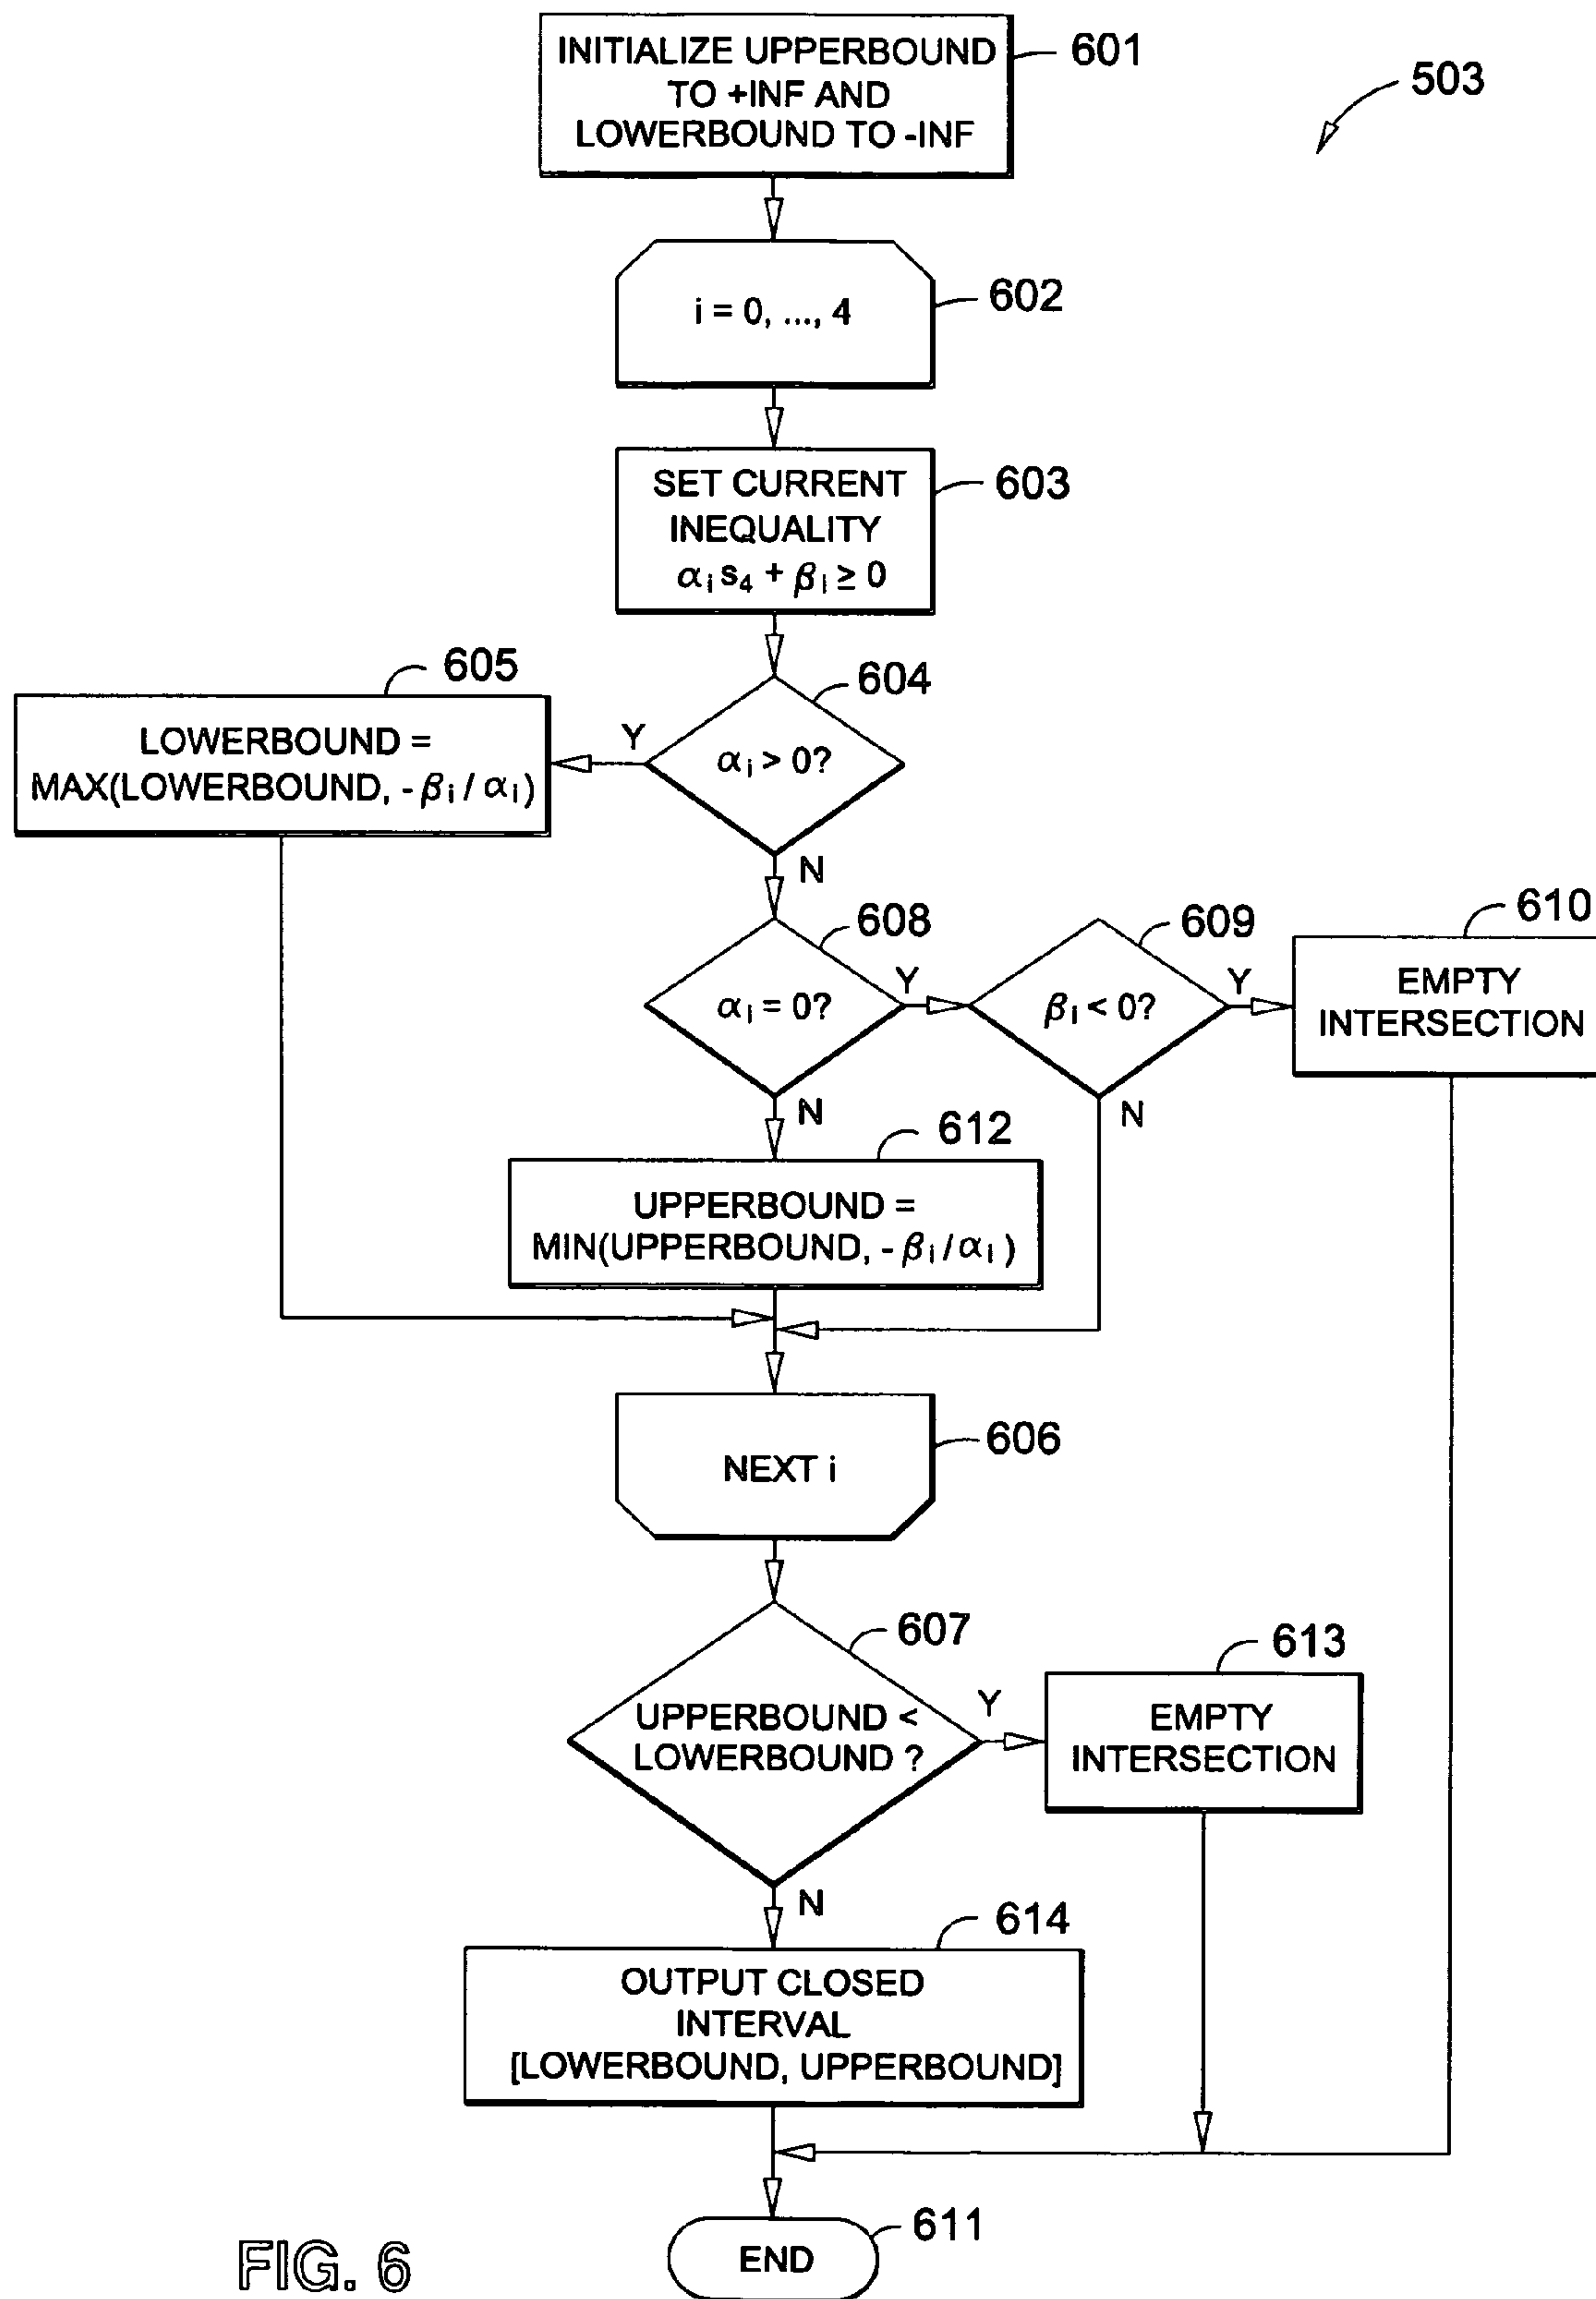 INITIALIZE UPPERBOUND
TO +INF AND
LOWERBOUND TO -INF
601
503
i = 0, ..., 4
602
SET CURRENT
INEQUALITY
αi s4 + βi ≥ 0
603
605
LOWERBOUND =
MAX(LOWERBOUND, -βi/αi)
Y
604
αi > 0?
N
608
αi = 0?
Y
609
βi < 0?
Y
610
EMPTY
INTERSECTION
N
N
612
UPPERBOUND =
MIN(UPPERBOUND, -βi/αi)
NEXT i
606
607
UPPERBOUND <
LOWERBOUND ?
Y
613
EMPTY
INTERSECTION
N
614
OUTPUT CLOSED
INTERVAL
[LOWERBOUND, UPPERBOUND]
END
611
FIG. 6